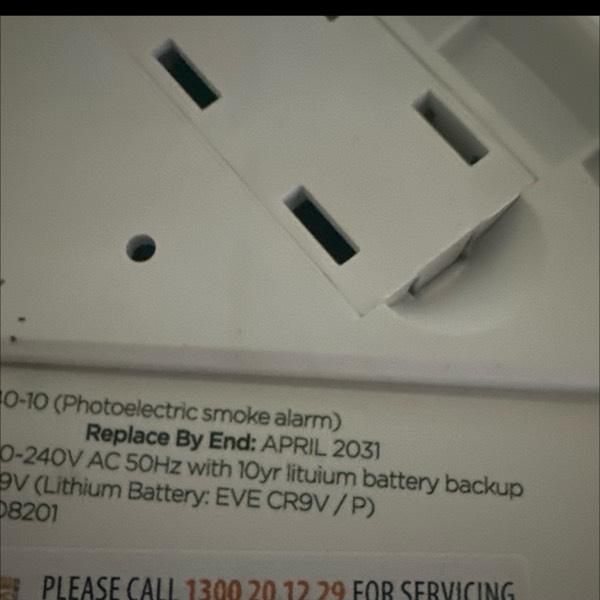 0-10 (Photoelectric smoke alarm)
Replace By End: APRIL 2031
0-240V AC 50Hz with 10yr lituium battery backup
9V (Lithium Battery: EVE CR9V / P)
08201
PLEASE CALL 1300 20 12 29 FOR SERVICING